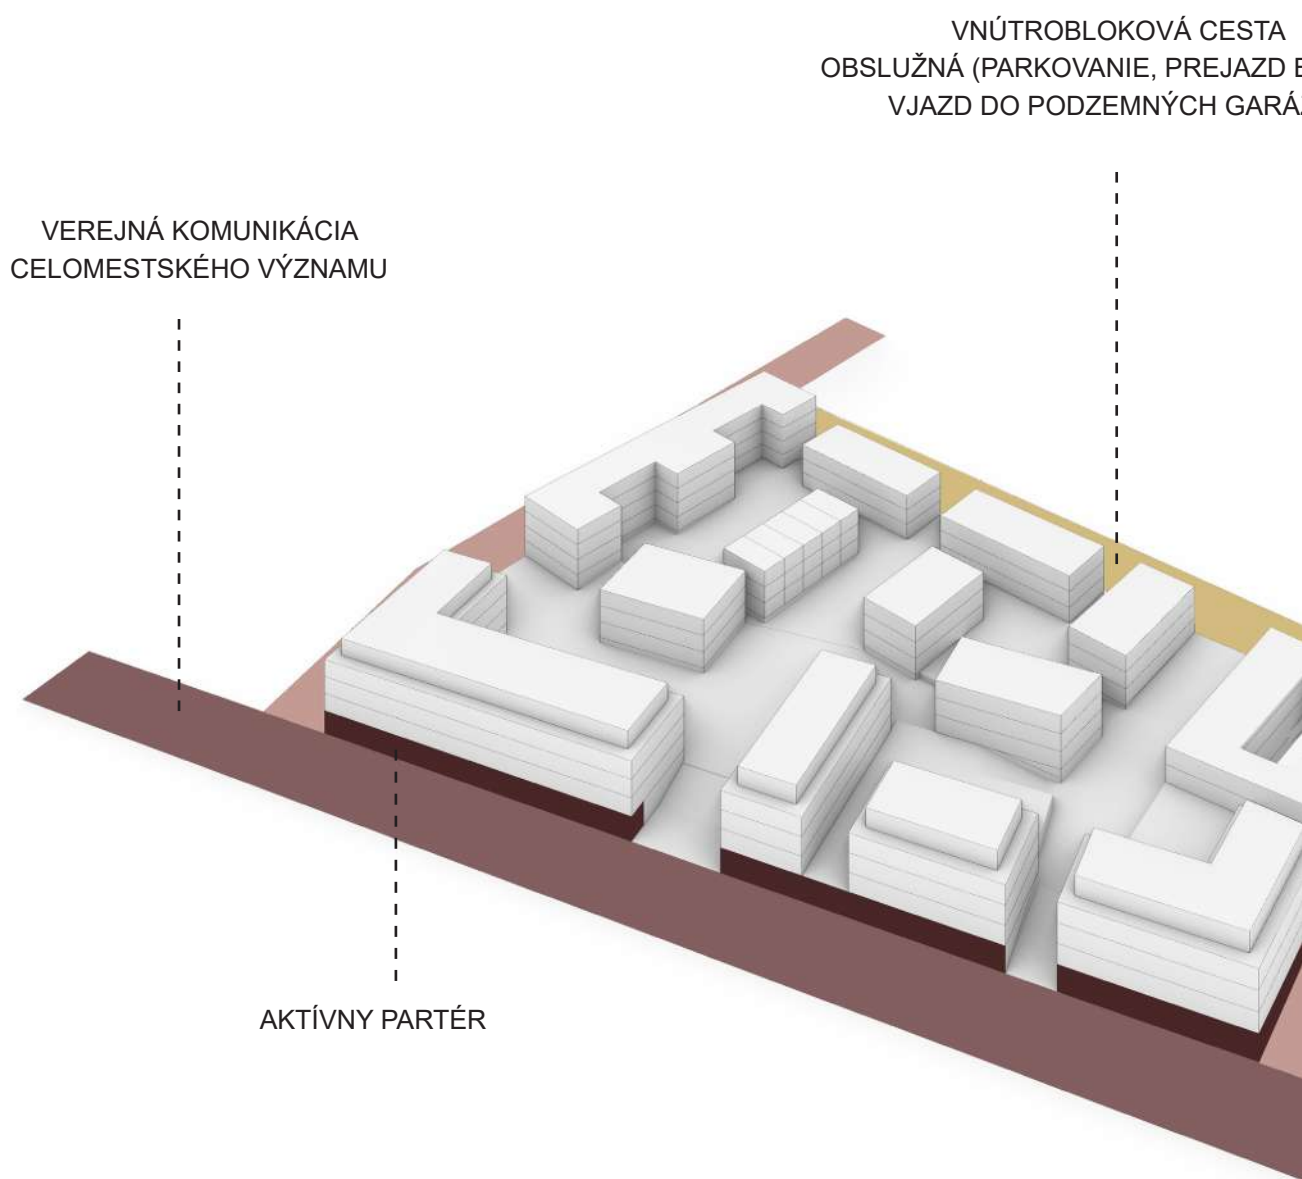 VNÚTROBLOKOVÁ CESTA
OBSLUŽNÁ (PARKOVANIE, PREJAZD
VJAZD DO PODZEMNÝCH
VEREJNÁ KOMUNIKÁCIA
CELOMESTSKÉHO VÝZNAMU
AKTÍVNY PARTÉR